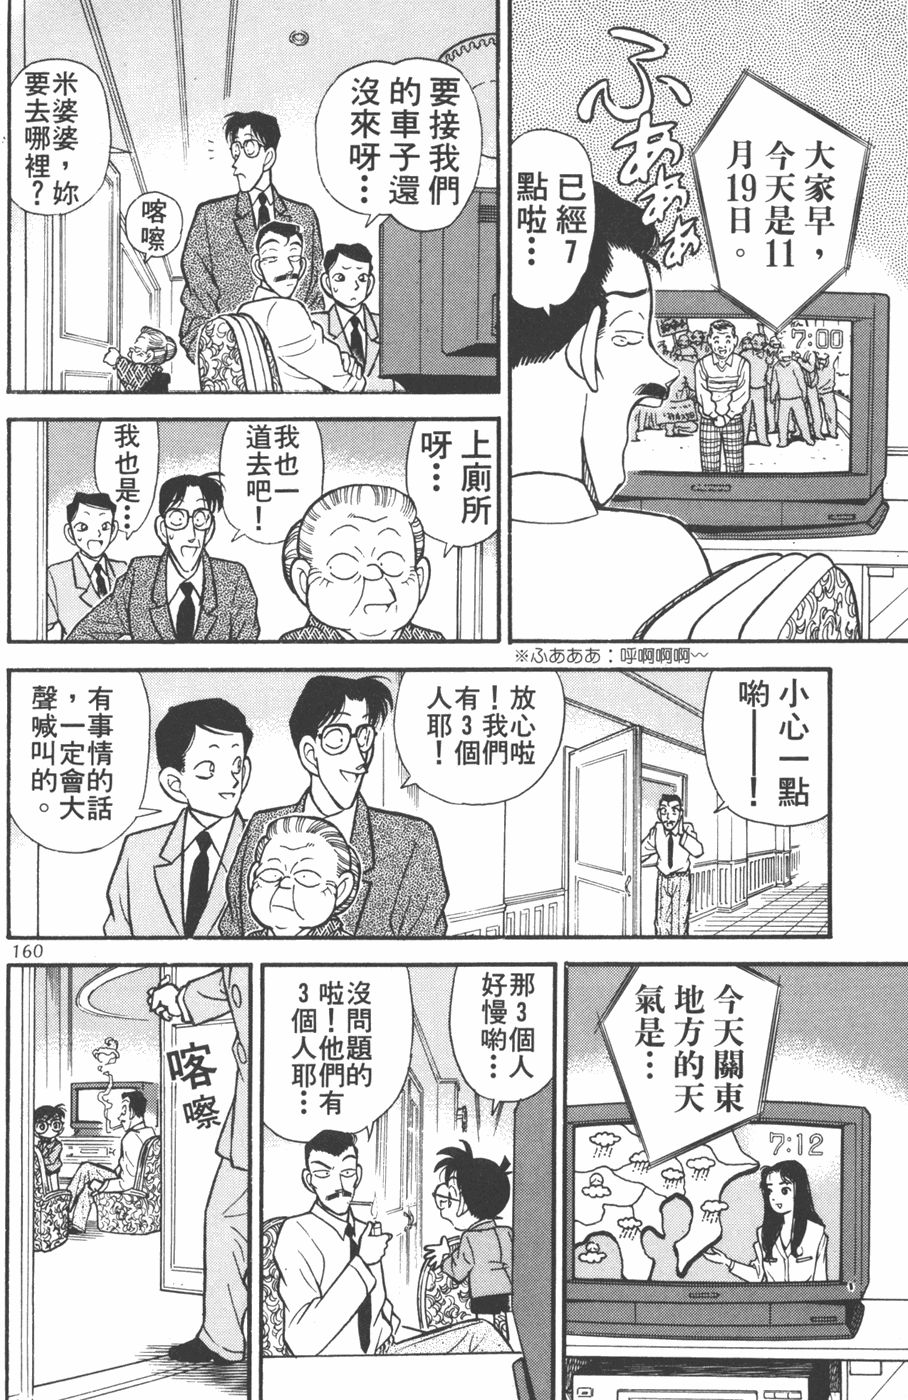 大家早，
今天是11
月19日。
7:00
ふぁぁぁぁ
已經7
點啦…
※ふあああ：呼啊啊啊〜
要接我們
的車子還
沒來呀…
喀嚓
米婆婆，妳
要去哪裡？
上廁所
呀…
我也一
道去吧！
我也是…
小心一點
喲——！
放心啦
！我們
有3個
人耶！
有事情的話
，一定會大
聲喊叫的。
160
今天關東
地方的天
氣是…
7:12
那3個人
好慢喲…
沒問題的
啦！他們有
3個人耶…
喀嚓